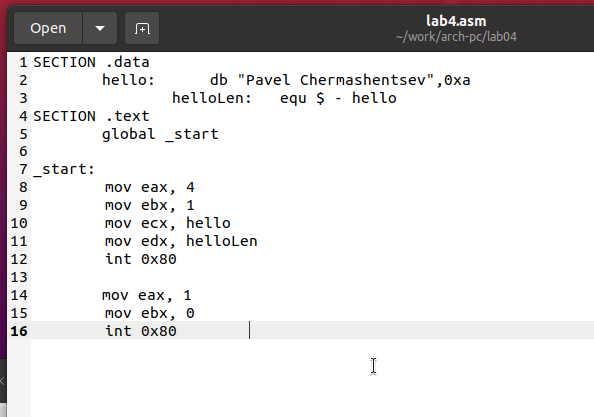 Open
lab4.asm
~/work/arch-pc/lab04
1 SECTION .data
2 hello: db "Pavel Chermashentsev",0xa
3 helloLen: equ $ - hello
4 SECTION .text
5 global _start
6
7 _start:
8 mov eax, 4
9 mov ebx, 1
10 mov ecx, hello
11 mov edx, helloLen
12 int 0x80
13
14 mov eax, 1
15 mov ebx, 0
16 int 0x80